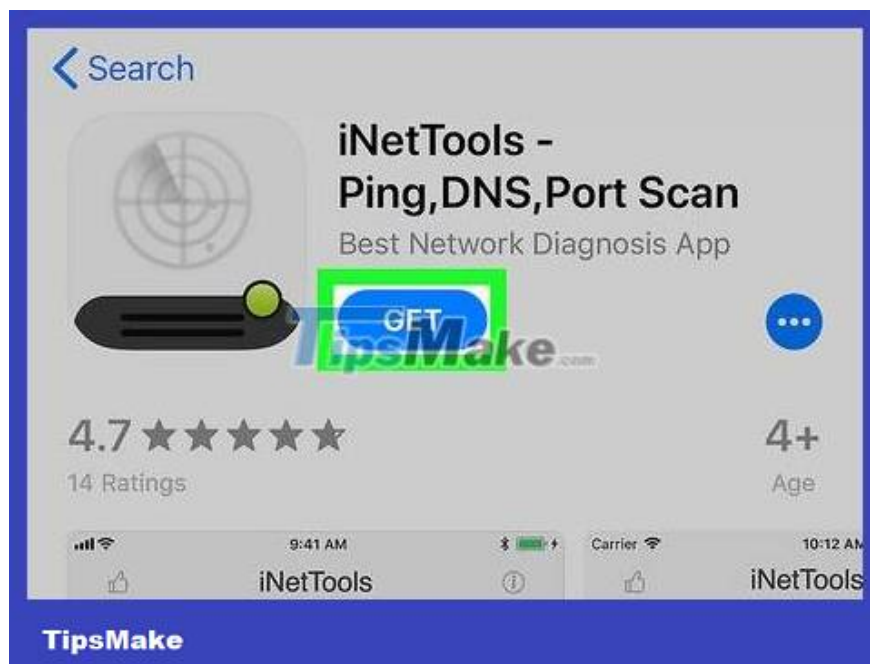 Search
iNetTools -
Ping,DNS,Port Scan
Best Network Diagnosis App
GET
TipsMake.com
4.7
4+
14 Ratings
Age
9:41 AM
Carrier
10:12 AM
iNetTools
iNetTools
TipsMake